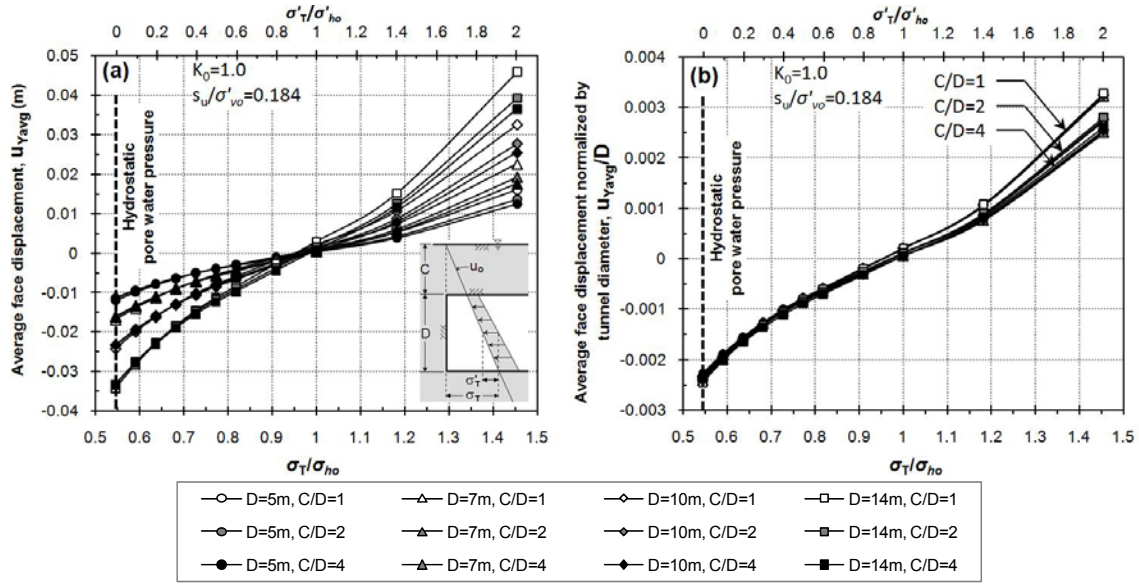 σ'T/σ'ho
0 0.2 0.4 0.6 0.8 1 1.2 1.4 1.6 1.8 2
0.05
0.04
0.03
0.02
0.01
0
-0.01
-0.02
-0.03
-0.04
Average face displacement, uYavg (m)
(a)
K0=1.0
su/σ'vo=0.184
Hydrostatic
pore water pressure
C
D
uo
σ'T
σT
0.5 0.6 0.7 0.8 0.9 1 1.1 1.2 1.3 1.4 1.5
σT/σho
σ'T/σ'ho
0 0.2 0.4 0.6 0.8 1 1.2 1.4 1.6 1.8 2
0.004
0.003
0.002
0.001
0
-0.001
-0.002
-0.003
Average face displacement normalized by
tunnel diameter, uYavg/D
(b)
K0=1.0
su/σ'vo=0.184
C/D=1
C/D=2
C/D=4
Hydrostatic
pore water pressure
0.5 0.6 0.7 0.8 0.9 1 1.1 1.2 1.3 1.4 1.5
σT/σho
D=5m, C/D=1 D=7m, C/D=1 D=10m, C/D=1 D=14m, C/D=1
D=5m, C/D=2 D=7m, C/D=2 D=10m, C/D=2 D=14m, C/D=2
D=5m, C/D=4 D=7m, C/D=4 D=10m, C/D=4 D=14m, C/D=4